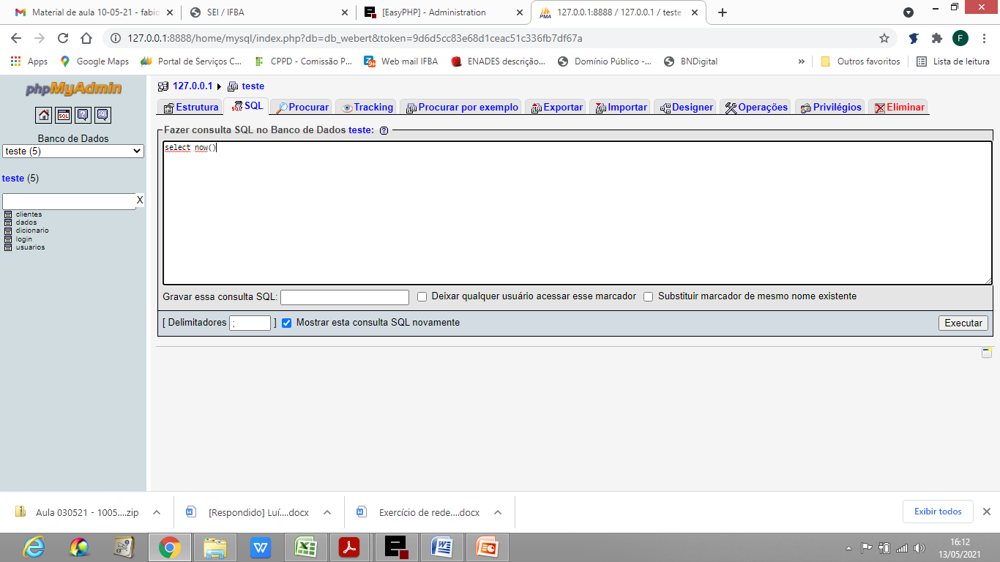 Material de aula 10-05-21 - fabio
SEI / IFBA
[EasyPHP] - Administration
127.0.0.1:8888 / 127.0.0.1 / teste
127.0.0.1:8888/home/mysql/index.php?db=db_webert&token=9d6d5cc83e68d1ceac51c336fb7df67a
F
Apps
Google Maps
Portal de Serviços C...
CPPD - Comissão P...
Web mail IFBA
ENADES descrição...
Domínio Público -...
BNDigital
»
Outros favoritos
Lista de leitura
phpMyAdmin
127.0.0.1
teste
Estrutura
SQL
Procurar
Tracking
Procurar por exemplo
Exportar
Importar
Designer
Operações
Privilégios
Eliminar
Banco de Dados
teste (5)
teste (5)
X
clientes
dados
dicionario
login
usuarios
Fazer consulta SQL no Banco de Dados teste:
select now()
Gravar essa consulta SQL:
Deixar qualquer usuário acessar esse marcador
Substituir marcador de mesmo nome existente
[ Delimitadores ; ]
Mostrar esta consulta SQL novamente
Executar
Aula 030521 - 1005....zip
[Respondido] Luí....docx
Exercício de rede....docx
Exibir todos
16:12
13/05/2021